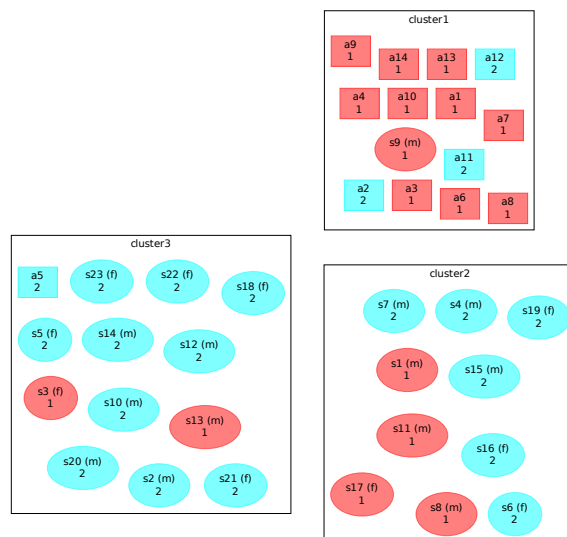 cluster1
a9
1
a14
1
a13
1
a12
2
a4
1
a10
1
a1
1
a7
1
s9 (m)
1
a11
2
a2
2
a3
1
a6
1
a8
1
cluster3
a5
2
s23 (f)
2
s22 (f)
2
s18 (f)
2
s5 (f)
2
s14 (m)
2
s12 (m)
2
s3 (f)
1
s10 (m)
2
s13 (m)
1
s20 (m)
2
s2 (m)
2
s21 (f)
2
cluster2
s7 (m)
2
s4 (m)
2
s19 (f)
2
s1 (m)
1
s15 (m)
2
s11 (m)
1
s16 (f)
2
s17 (f)
1
s8 (m)
1
s6 (f)
2